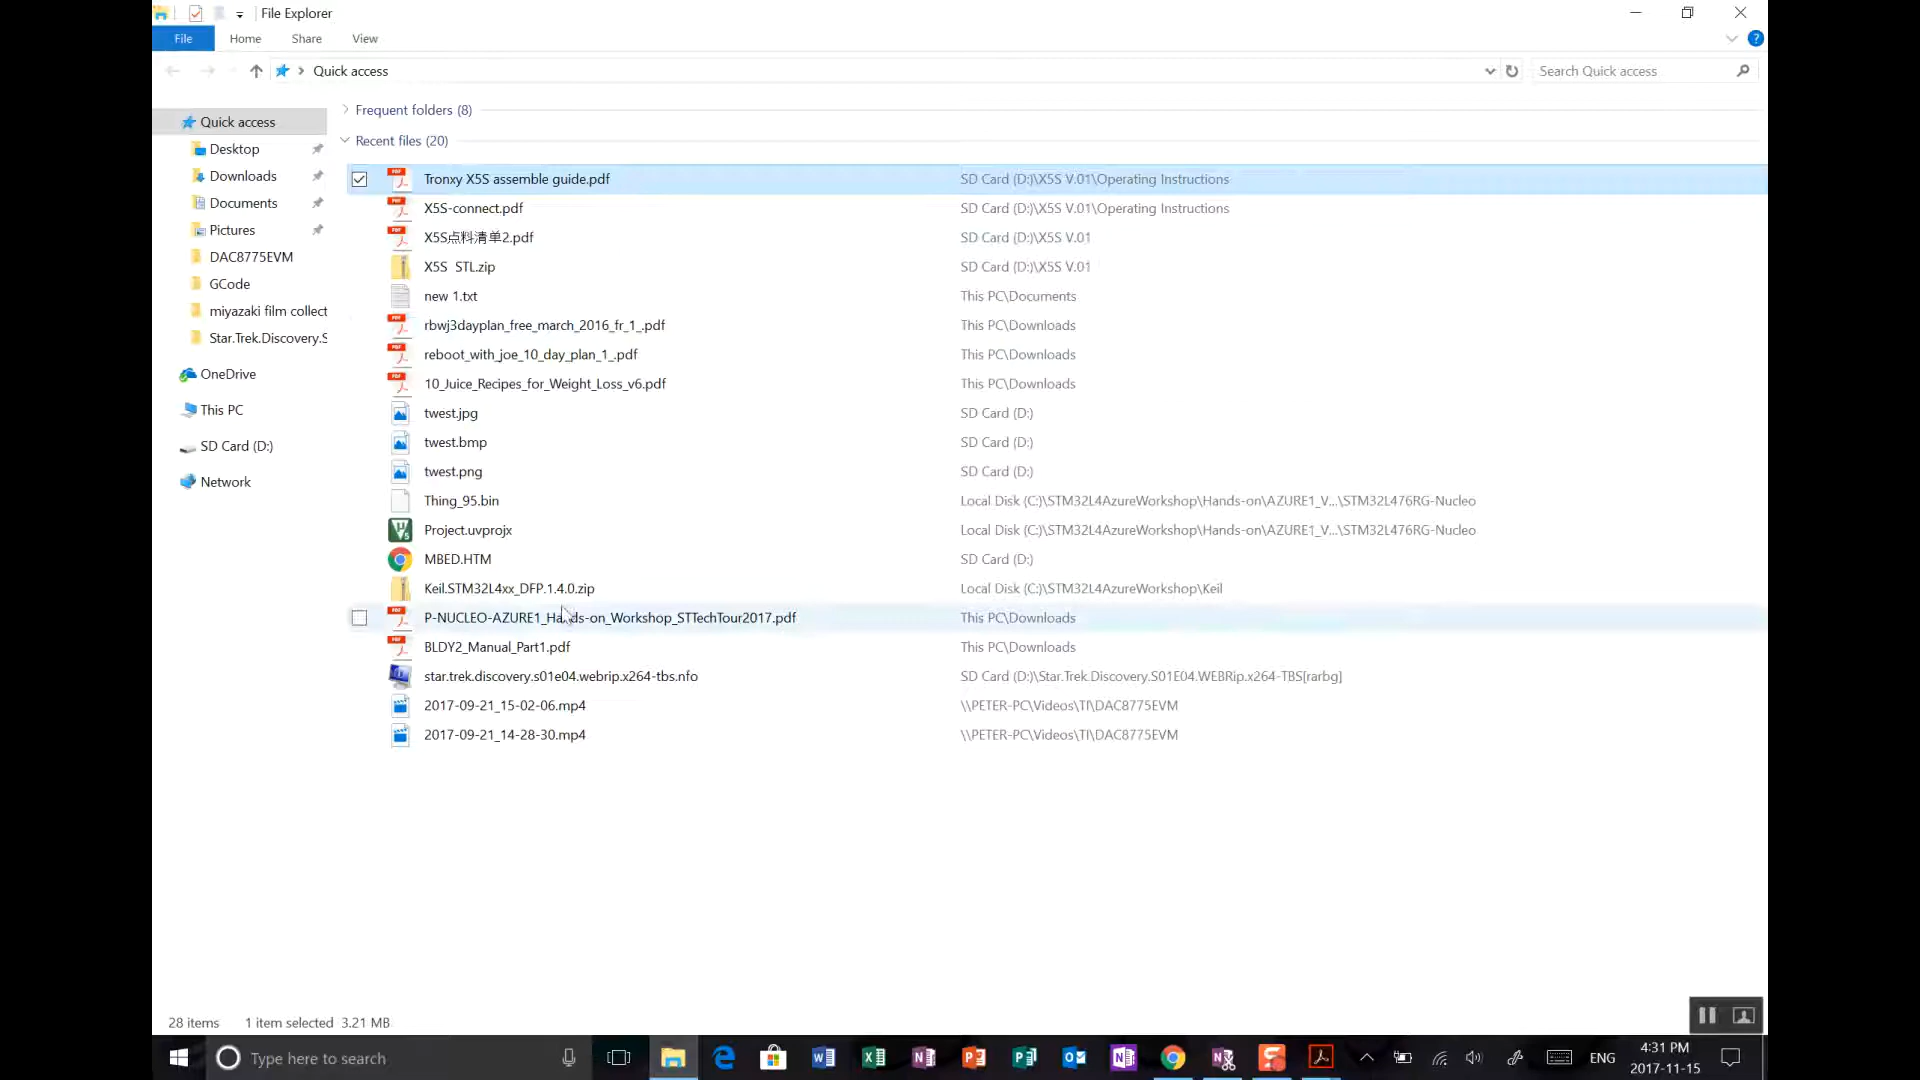 File Explorer
File Home Share View
Quick access
Search Quick access
Quick access
Desktop
Downloads
Documents
Pictures
DAC8775EVM
GCode
miyazaki film collect
Star.Trek.Discovery.S
OneDrive
This PC
SD Card (D:)
Network
Frequent folders (8)
Recent files (20)
Tronxy X5S assemble guide.pdf SD Card (D:)\X5S V.01\Operating Instructions
X5S-connect.pdf SD Card (D:)\X5S V.01\Operating Instructions
X5S点料清单2.pdf SD Card (D:)\X5S V.01
X5S STL.zip SD Card (D:)\X5S V.01
new 1.txt This PC\Documents
rbwj3dayplan_free_march_2016_fr_1_.pdf This PC\Downloads
reboot_with_joe_10_day_plan_1_.pdf This PC\Downloads
10_Juice_Recipes_for_Weight_Loss_v6.pdf This PC\Downloads
twest.jpg SD Card (D:)
twest.bmp SD Card (D:)
twest.png SD Card (D:)
Thing_95.bin Local Disk (C:)\STM32L4AzureWorkshop\Hands-on\AZURE1_V...\STM32L476RG-Nucleo
Project.uvprojx Local Disk (C:)\STM32L4AzureWorkshop\Hands-on\AZURE1_V...\STM32L476RG-Nucleo
MBED.HTM SD Card (D:)
Keil.STM32L4xx_DFP.1.4.0.zip Local Disk (C:)\STM32L4AzureWorkshop\Keil
P-NUCLEO-AZURE1_Hands-on_Workshop_STTechTour2017.pdf This PC\Downloads
BLDY2_Manual_Part1.pdf This PC\Downloads
star.trek.discovery.s01e04.webrip.x264-tbs.nfo SD Card (D:)\Star.Trek.Discovery.S01E04.WEBRip.x264-TBS[rarbg]
2017-09-21_15-02-06.mp4 \\PETER-PC\Videos\TI\DAC8775EVM
2017-09-21_14-28-30.mp4 \\PETER-PC\Videos\TI\DAC8775EVM
28 items 1 item selected 3.21 MB
Type here to search
ENG
4:31 PM
2017-11-15